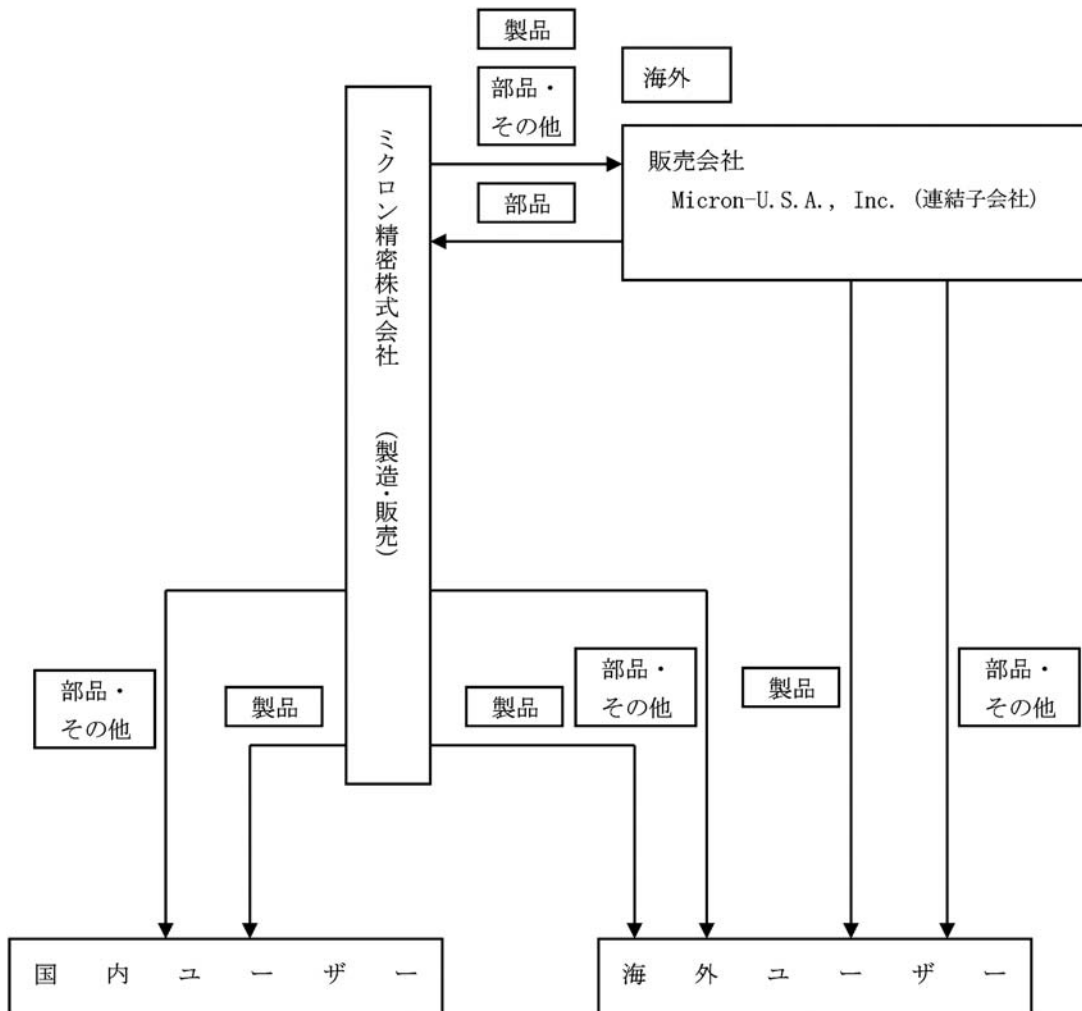 製品
部品・
その他
海外
販売会社
Micron-U.S.A., Inc. (連結子会社)
部品
ミクロン精密株式会社 (製造・販売)
部品・
その他
製品
製品
部品・
その他
製品
部品・
その他
国内ユーザー
海外ユーザー